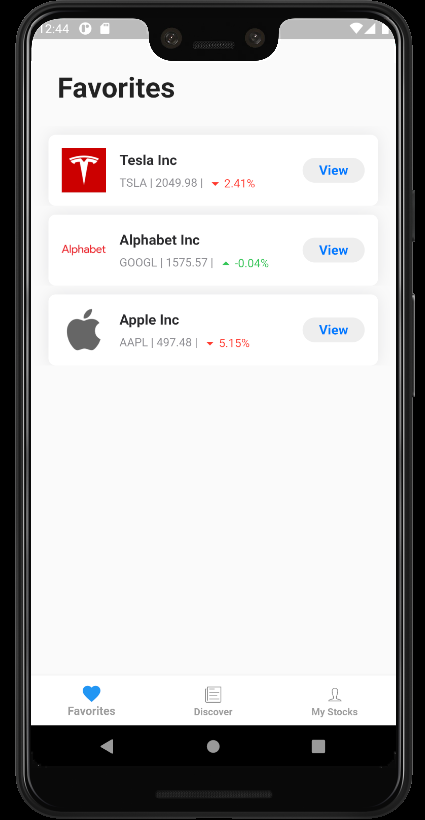 12:44
Favorites
Tesla Inc
TSLA | 2049.98 | 2.41%
View
Alphabet
Alphabet Inc
GOOGL | 1575.57 | -0.04%
View
Apple Inc
AAPL | 497.48 | 5.15%
View
Favorites
Discover
My Stocks